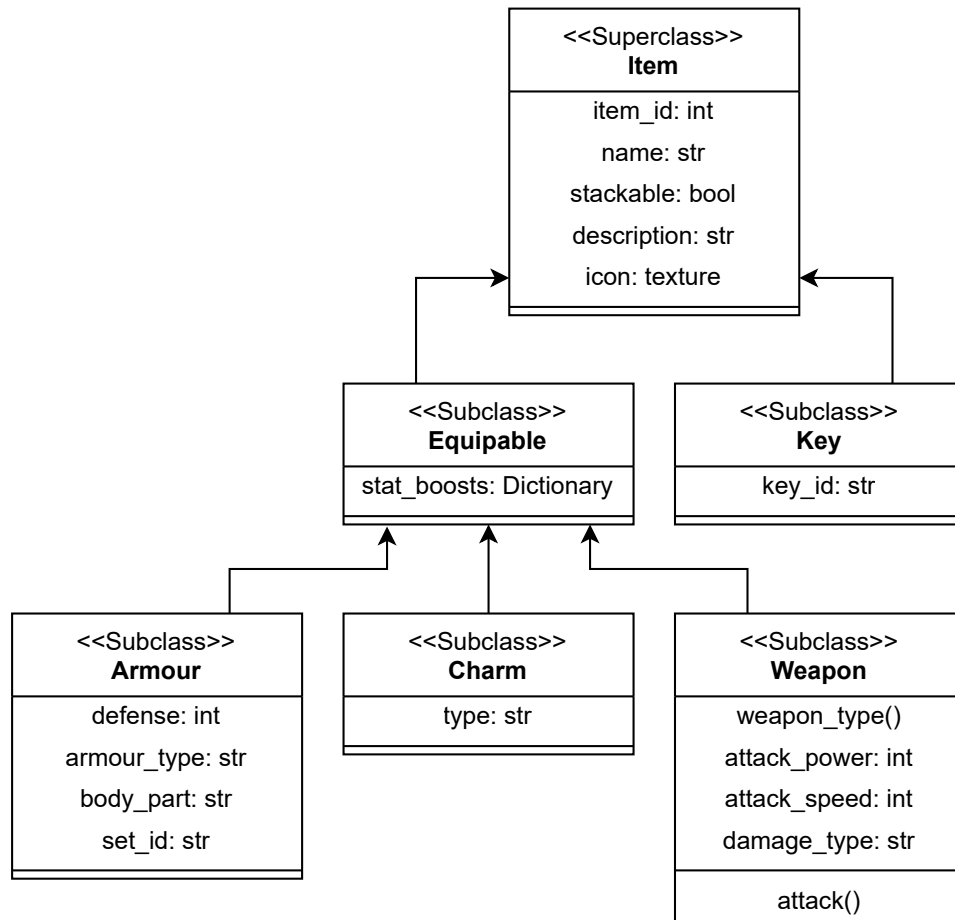 <<Superclass>>
Item
item_id: int
name: str
stackable: bool
description: str
icon: texture
<<Subclass>>
Equipable
stat_boosts: Dictionary
<<Subclass>>
Key
key_id: str
<<Subclass>>
Armour
defense: int
armour_type: str
body_part: str
set_id: str
<<Subclass>>
Charm
type: str
<<Subclass>>
Weapon
weapon_type()
attack_power: int
attack_speed: int
damage_type: str
attack()